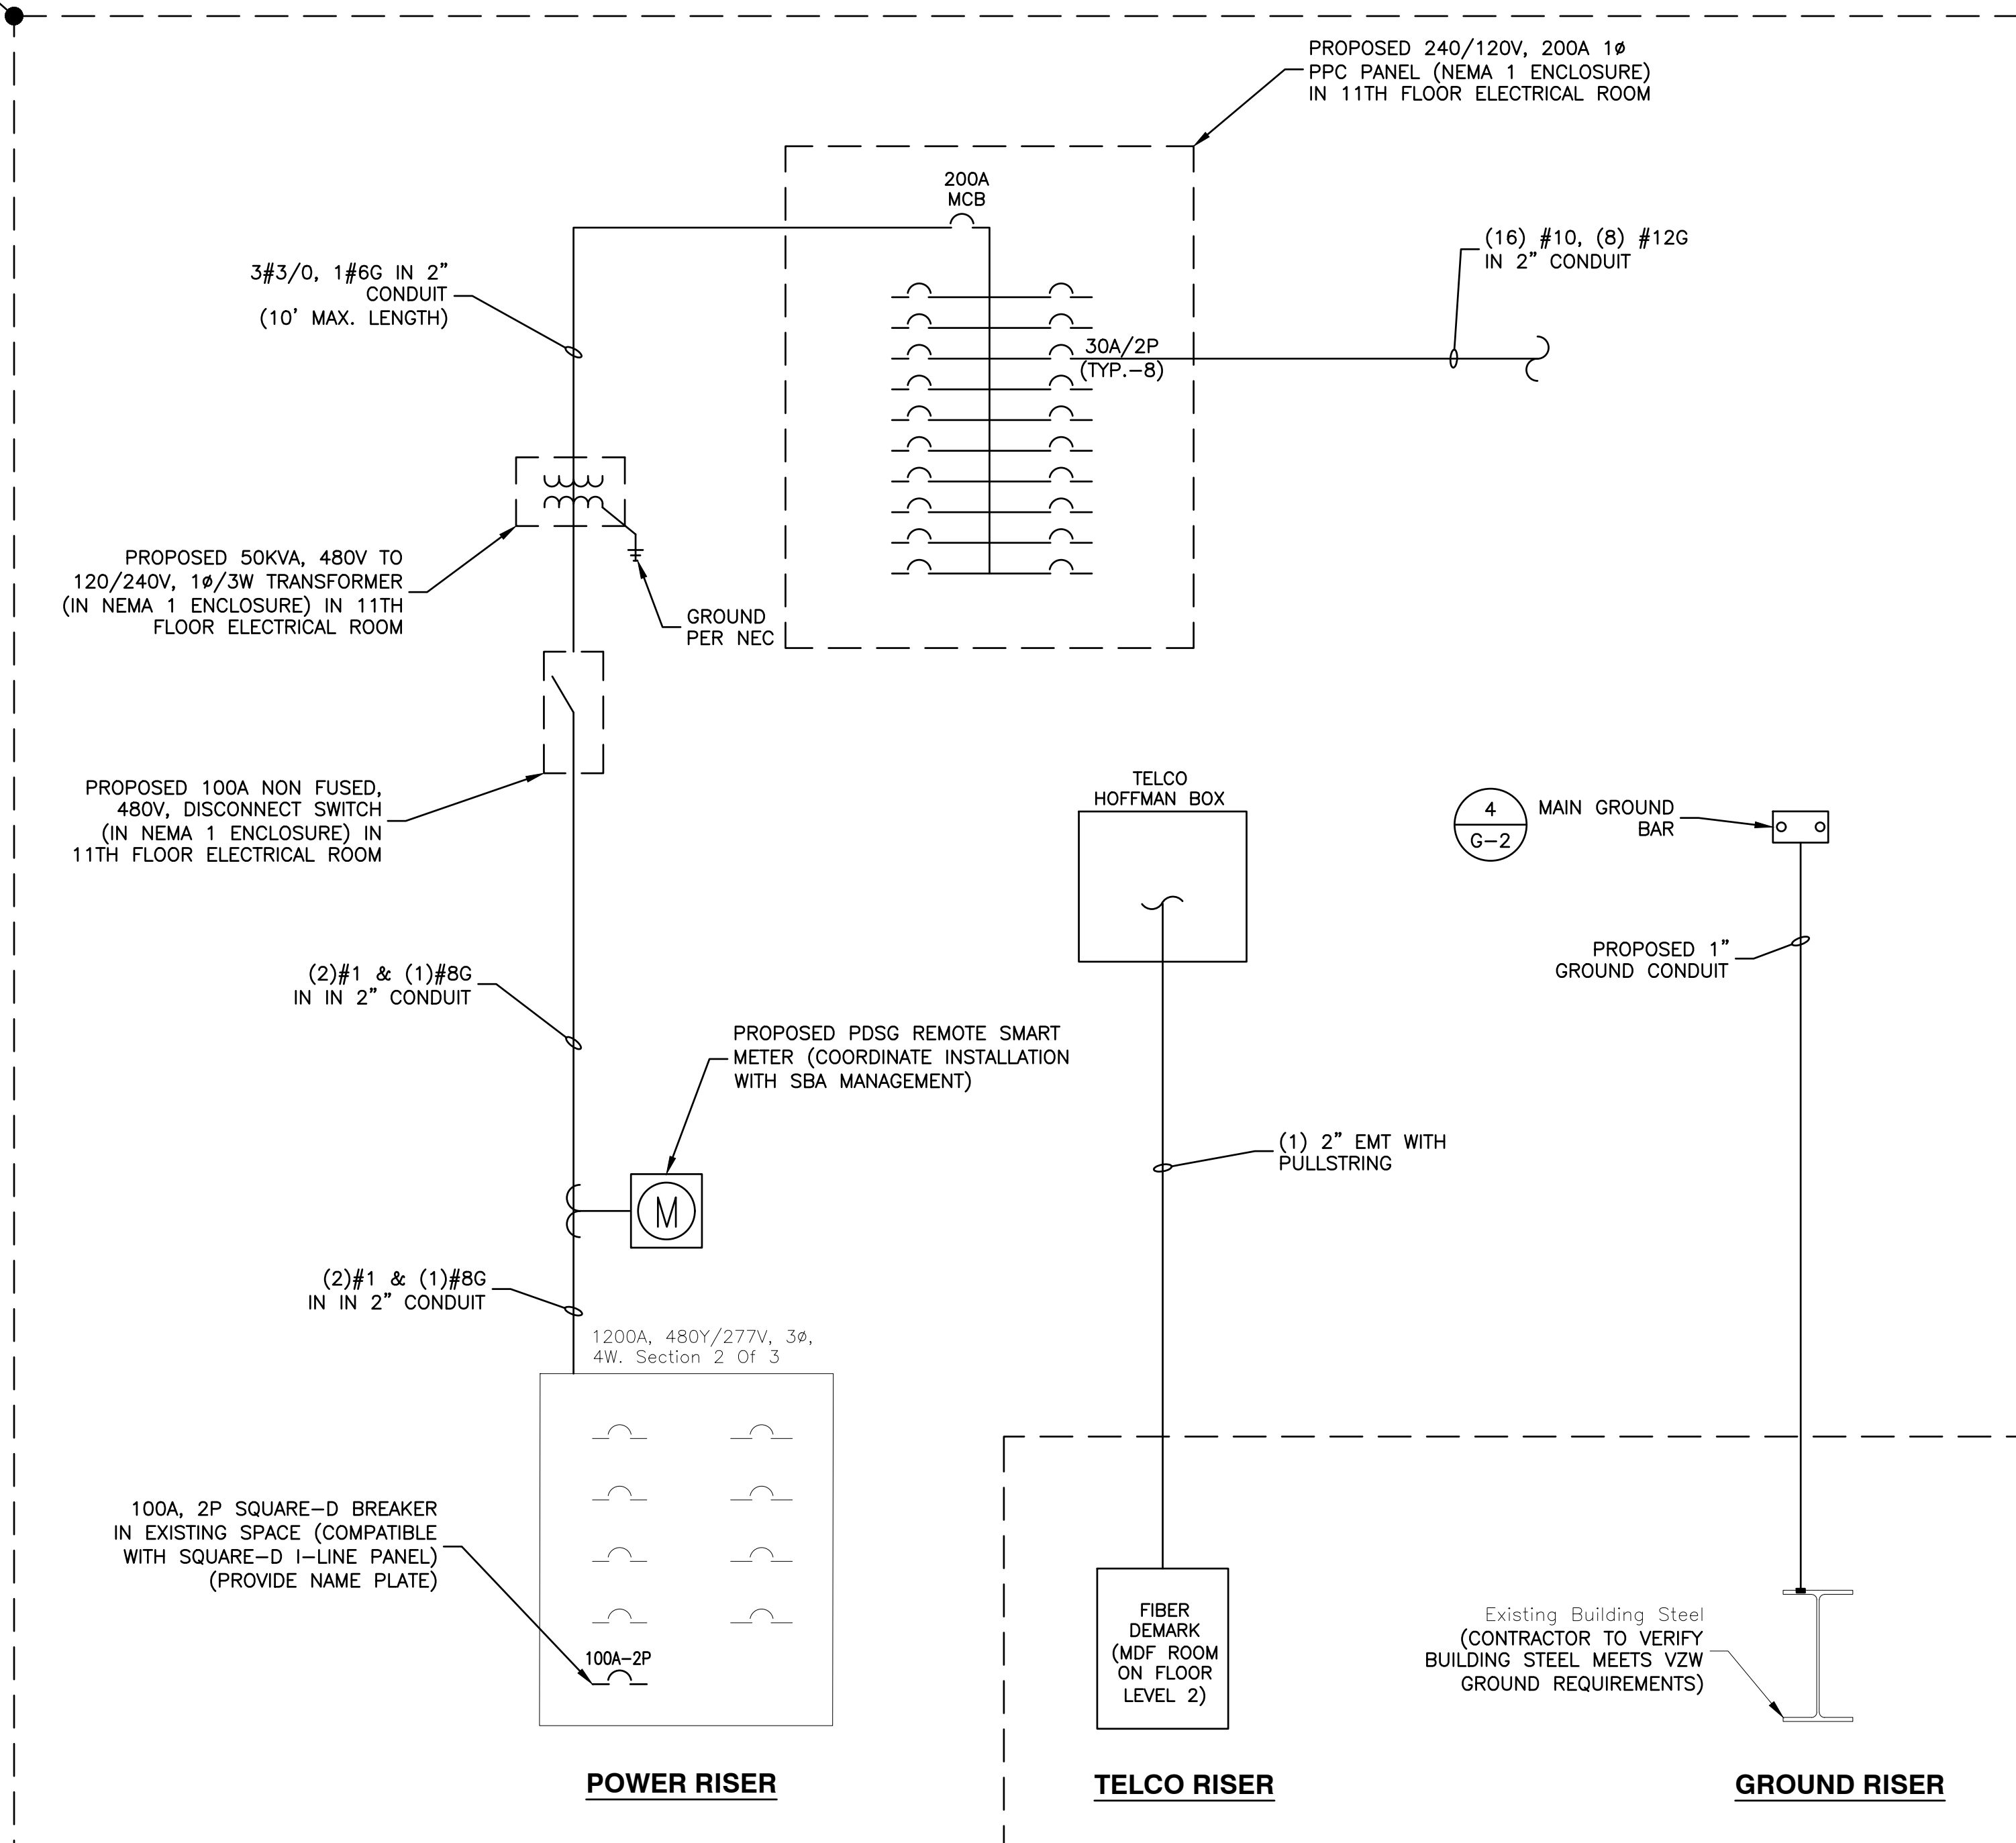 PROPOSED 240/120V, 200A 1ø
PPC PANEL (NEMA 1 ENCLOSURE)
IN 11TH FLOOR ELECTRICAL ROOM
200A
MCB
(16) #10, (8) #12G
IN 2" CONDUIT
3#3/0, 1#6G IN 2"
CONDUIT
(10' MAX. LENGTH)
30A/2P
(TYP.-8)
PROPOSED 50KVA, 480V TO
120/240V, 1ø/3W TRANSFORMER
(IN NEMA 1 ENCLOSURE) IN 11TH
FLOOR ELECTRICAL ROOM
GROUND
PER NEC
PROPOSED 100A NON FUSED,
480V, DISCONNECT SWITCH
(IN NEMA 1 ENCLOSURE) IN
11TH FLOOR ELECTRICAL ROOM
TELCO
HOFFMAN BOX
4
G-2
MAIN GROUND
BAR
PROPOSED 1"
GROUND CONDUIT
(2)#1 & (1)#8G
IN IN 2" CONDUIT
PROPOSED PDSG REMOTE SMART
METER (COORDINATE INSTALLATION
WITH SBA MANAGEMENT)
M
(1) 2" EMT WITH
PULLSTRING
(2)#1 & (1)#8G
IN IN 2" CONDUIT
1200A, 480Y/277V, 3ø,
4W. Section 2 Of 3
100A, 2P SQUARE-D BREAKER
IN EXISTING SPACE (COMPATIBLE
WITH SQUARE-D I-LINE PANEL)
(PROVIDE NAME PLATE)
100A-2P
FIBER
DEMARK
(MDF ROOM
ON FLOOR
LEVEL 2)
Existing Building Steel
(CONTRACTOR TO VERIFY
BUILDING STEEL MEETS VZW
GROUND REQUIREMENTS)
POWER RISER
TELCO RISER
GROUND RISER